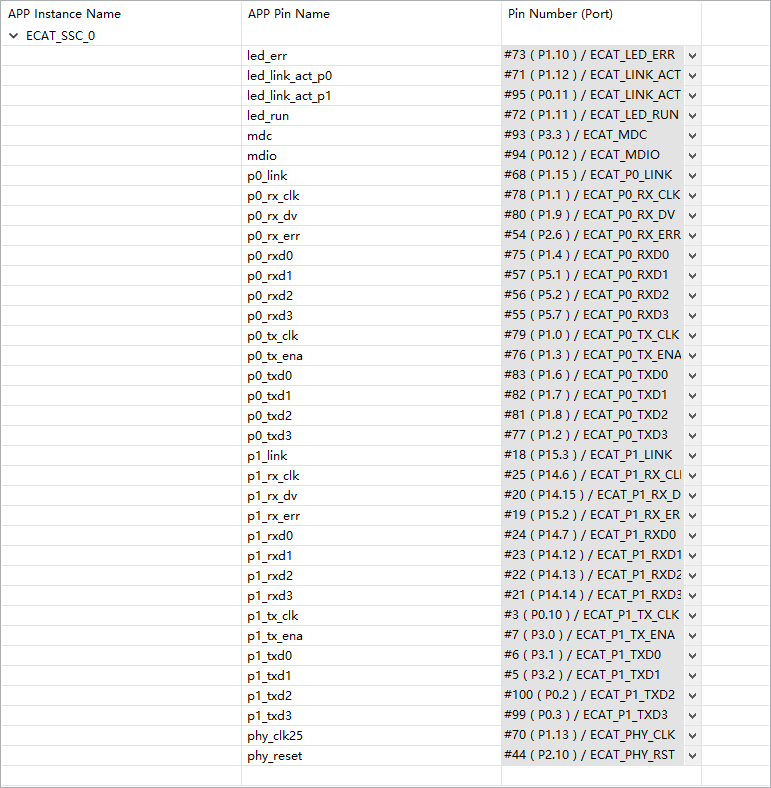 APP Instance Name APP Pin Name Pin Number (Port)
ECAT_SSC_0
led_err #73 ( P1.10 ) / ECAT_LED_ERR
led_link_act_p0 #71 ( P1.12 ) / ECAT_LINK_ACT
led_link_act_p1 #95 ( P0.11 ) / ECAT_LINK_ACT
led_run #72 ( P1.11 ) / ECAT_LED_RUN
mdc #93 ( P3.3 ) / ECAT_MDC
mdio #94 ( P0.12 ) / ECAT_MDIO
p0_link #68 ( P1.15 ) / ECAT_P0_LINK
p0_rx_clk #78 ( P1.1 ) / ECAT_P0_RX_CLK
p0_rx_dv #80 ( P1.9 ) / ECAT_P0_RX_DV
p0_rx_err #54 ( P2.6 ) / ECAT_P0_RX_ERR
p0_rxd0 #75 ( P1.4 ) / ECAT_P0_RXD0
p0_rxd1 #57 ( P5.1 ) / ECAT_P0_RXD1
p0_rxd2 #56 ( P5.2 ) / ECAT_P0_RXD2
p0_rxd3 #55 ( P5.7 ) / ECAT_P0_RXD3
p0_tx_clk #79 ( P1.0 ) / ECAT_P0_TX_CLK
p0_tx_ena #76 ( P1.3 ) / ECAT_P0_TX_ENA
p0_txd0 #83 ( P1.6 ) / ECAT_P0_TXD0
p0_txd1 #82 ( P1.7 ) / ECAT_P0_TXD1
p0_txd2 #81 ( P1.8 ) / ECAT_P0_TXD2
p0_txd3 #77 ( P1.2 ) / ECAT_P0_TXD3
p1_link #18 ( P15.3 ) / ECAT_P1_LINK
p1_rx_clk #25 ( P14.6 ) / ECAT_P1_RX_CL
p1_rx_dv #20 ( P14.15 ) / ECAT_P1_RX_D
p1_rx_err #19 ( P15.2 ) / ECAT_P1_RX_ER
p1_rxd0 #24 ( P14.7 ) / ECAT_P1_RXD0
p1_rxd1 #23 ( P14.12 ) / ECAT_P1_RXD1
p1_rxd2 #22 ( P14.13 ) / ECAT_P1_RXD2
p1_rxd3 #21 ( P14.14 ) / ECAT_P1_RXD3
p1_tx_clk #3 ( P0.10 ) / ECAT_P1_TX_CLK
p1_tx_ena #7 ( P3.0 ) / ECAT_P1_TX_ENA
p1_txd0 #6 ( P3.1 ) / ECAT_P1_TXD0
p1_txd1 #5 ( P3.2 ) / ECAT_P1_TXD1
p1_txd2 #100 ( P0.2 ) / ECAT_P1_TXD2
p1_txd3 #99 ( P0.3 ) / ECAT_P1_TXD3
phy_clk25 #70 ( P1.13 ) / ECAT_PHY_CLK
phy_reset #44 ( P2.10 ) / ECAT_PHY_RST